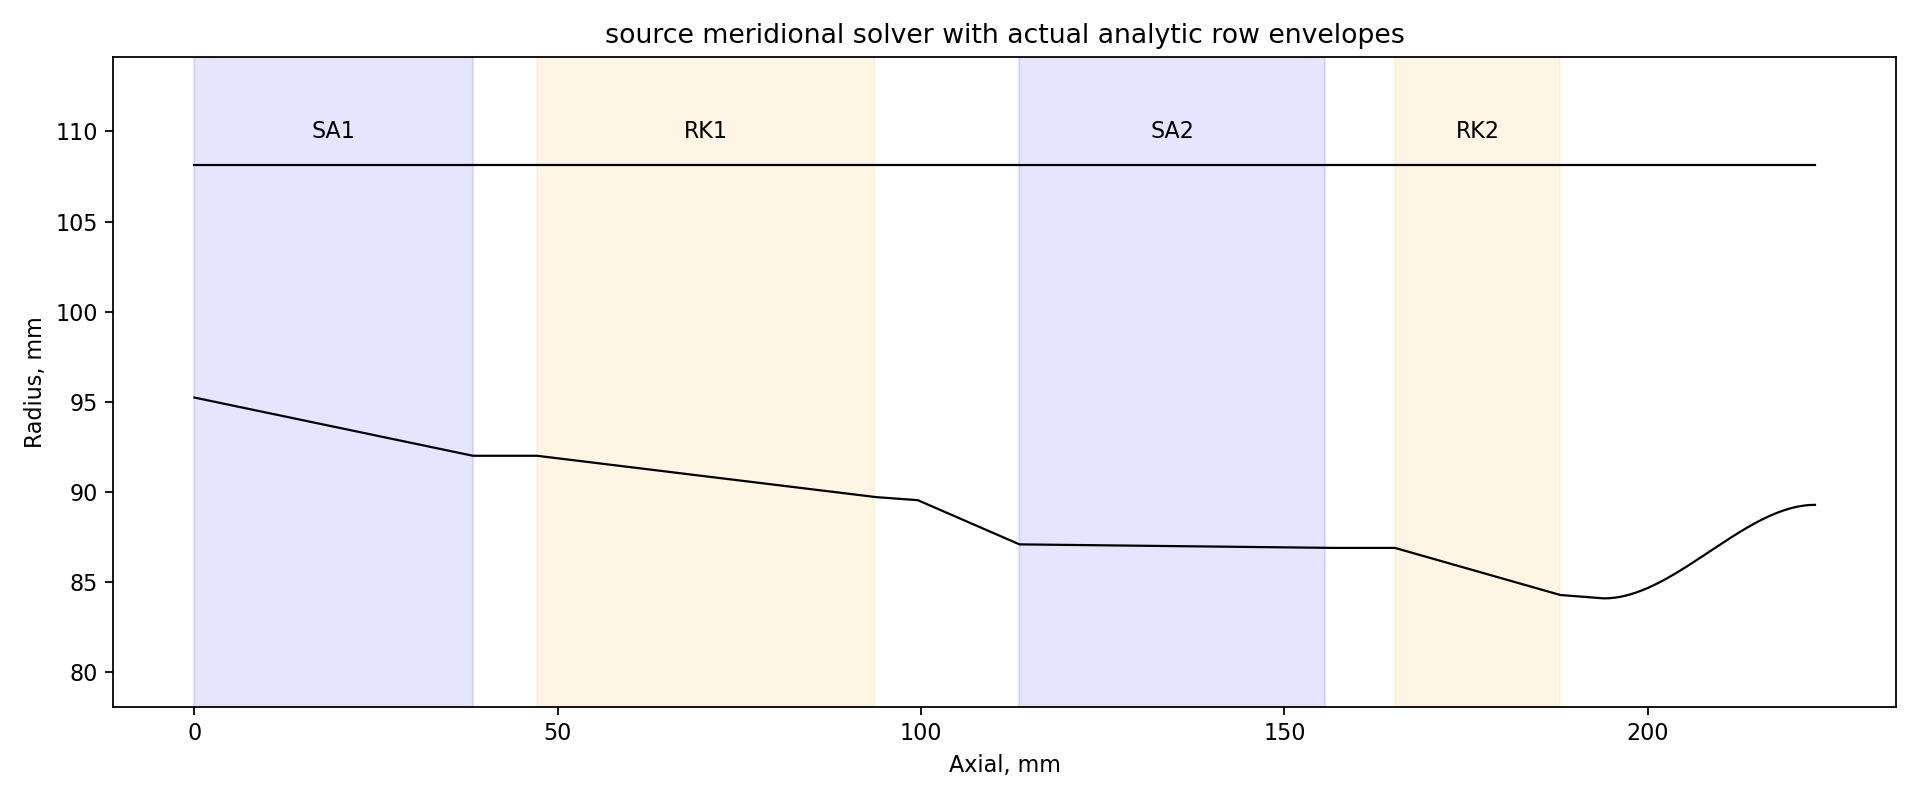 source meridional solver with actual analytic row envelopes
SA1 RK1 SA2 RK2
110
105
100
95
90
85
80
Radius, mm
0 50 100 150 200
Axial, mm